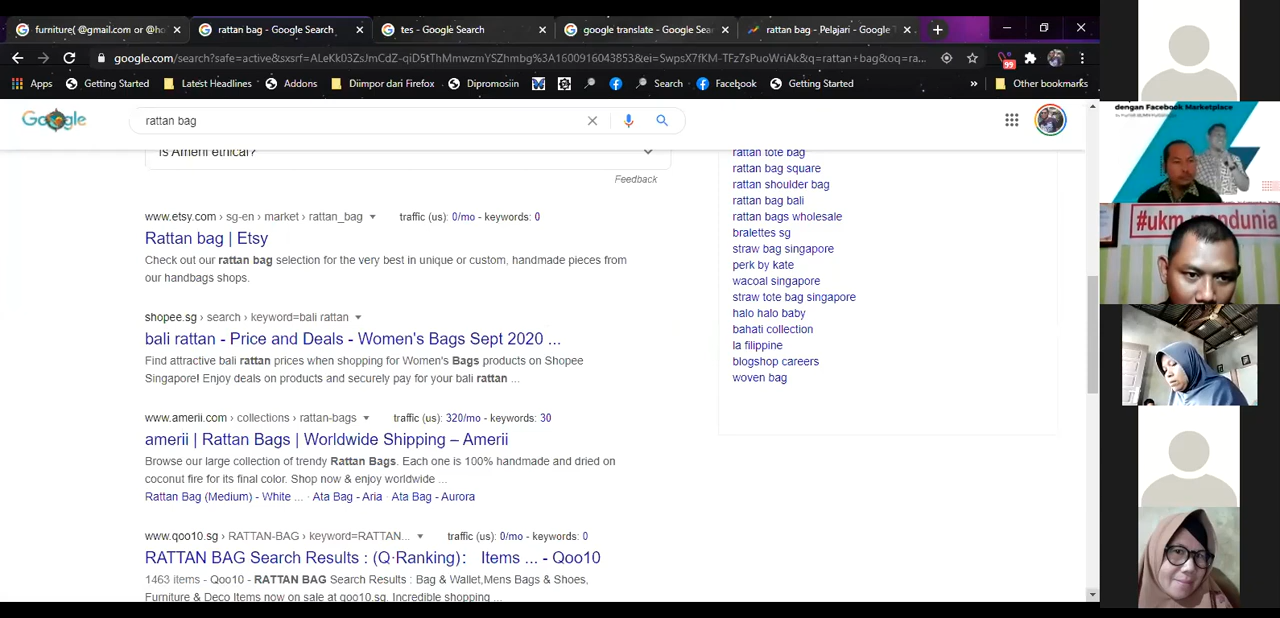 furniture( @gmail.com or @ho
rattan bag - Google Search
tes - Google Search
google translate - Google Sea
rattan bag - Pelajari - Google T
google.com/search?safe=active&sxsrf=ALeKk03ZsJmCdZ-qiD5tThMmwzmYSZhmbg%3A1600916043853&ei=SwpsX7fKM-TFz7sPuoWriAk&q=rattan+bag&oq=ra...
99
Apps
Getting Started
Latest Headlines
Adsins
Diimpor dari Firefox
Dipromosiin
Search
Facebook
Getting Started
»
Other bookmarks
Google
rattan bag
Is Amerii ethical?
Feedback
www.etsy.com › sg-en › market › rattan_bag
traffic (us): 0/mo - keywords: 0
Rattan bag | Etsy
Check out our rattan bag selection for the very best in unique or custom, handmade pieces from
our handbags shops.
shopee.sg › search › keyword=bali rattan
bali rattan - Price and Deals - Women's Bags Sept 2020 ...
Find attractive bali rattan prices when shopping for Women's Bags products on Shopee
Singapore! Enjoy deals on products and securely pay for your bali rattan ...
www.amerii.com › collections › rattan-bags
traffic (us): 320/mo - keywords: 30
amerii | Rattan Bags | Worldwide Shipping – Amerii
Browse our large collection of trendy Rattan Bags. Each one is 100% handmade and dried on
coconut fire for its final color. Shop now & enjoy worldwide ...
Rattan Bag (Medium) - White ... · Ata Bag - Aria · Ata Bag - Aurora
www.qoo10.sg › RATTAN-BAG › keyword=RATTAN...
traffic (us): 0/mo - keywords: 0
RATTAN BAG Search Results : (Q·Ranking): Items ... - Qoo10
1463 items - Qoo10 - RATTAN BAG Search Results : Bag & Wallet,Mens Bags & Shoes,
Furniture & Deco Items now on sale at qoo10.sg. Incredible shopping ...
rattan tote bag
rattan bag square
rattan shoulder bag
rattan bag bali
rattan bags wholesale
bralettes sg
straw bag singapore
perk by kate
wacoal singapore
straw tote bag singapore
halo halo baby
bahati collection
la filippine
blogshop careers
woven bag
dengan Facebook Marketplace
#ukm mendunia